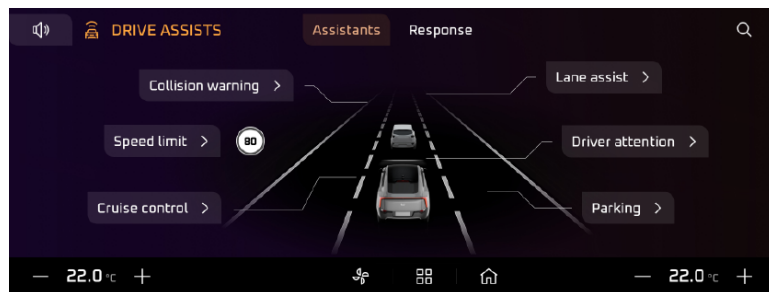 DRIVE ASSISTS
Assistants
Response
Collision warning
Lane assist
Speed limit
80
Driver attention
Cruise control
Parking
22.0 °C
22.0 °C